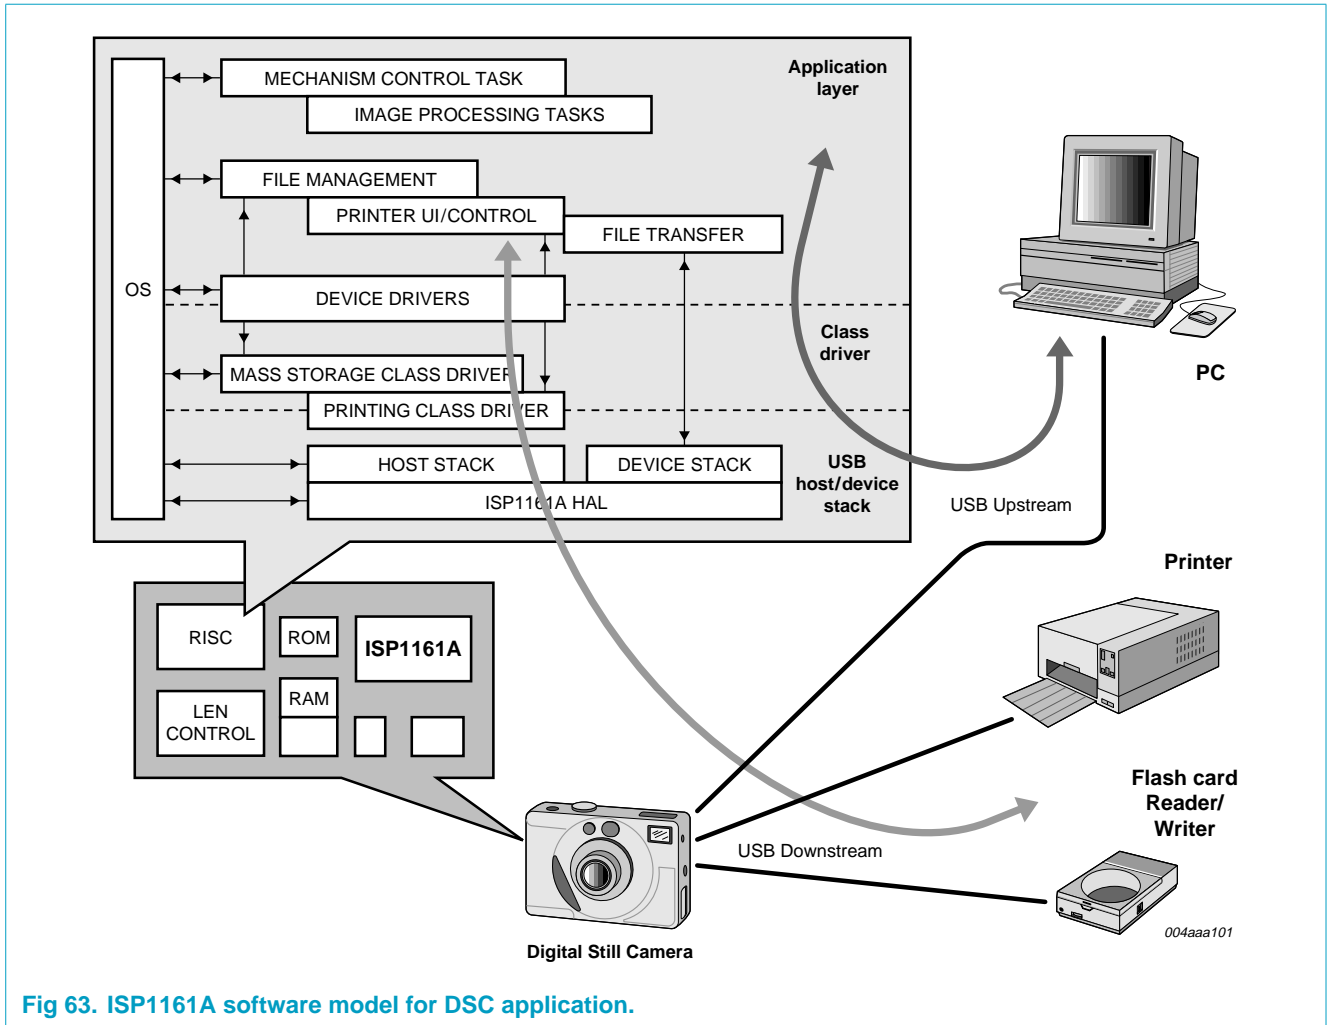 MECHANISM CONTROL TASK
IMAGE PROCESSING TASKS
Application
layer
FILE MANAGEMENT
PRINTER UI/CONTROL
FILE TRANSFER
OS
DEVICE DRIVERS
Class
driver
MASS STORAGE CLASS DRIVER
PRINTING CLASS DRIVER
HOST STACK
DEVICE STACK
USB
host/device
stack
ISP1161A HAL
PC
USB Upstream
Printer
RISC
ROM
ISP1161A
LEN
CONTROL
RAM
Flash card
Reader/
Writer
USB Downstream
004aaa101
Digital Still Camera
Fig 63. ISP1161A software model for DSC application.